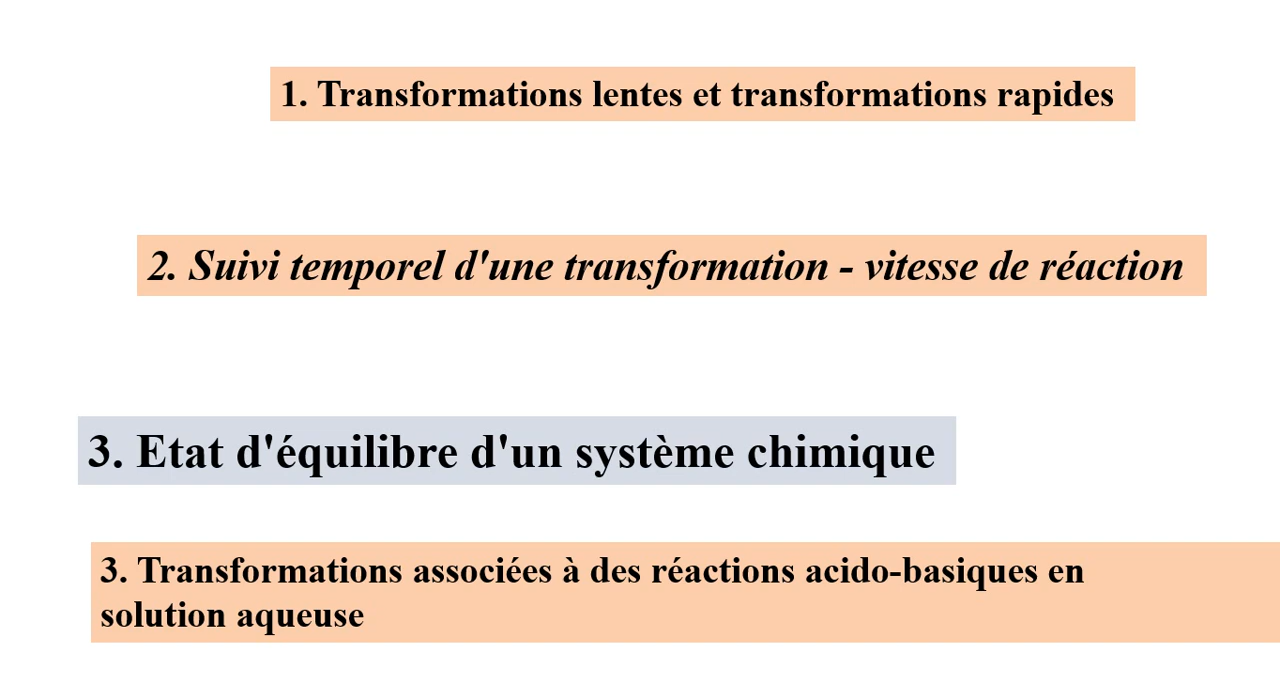 1. Transformations lentes et transformations rapides
2. Suivi temporel d'une transformation - vitesse de réaction
3. Etat d'équilibre d'un système chimique
3. Transformations associées à des réactions acido-basiques en
solution aqueuse